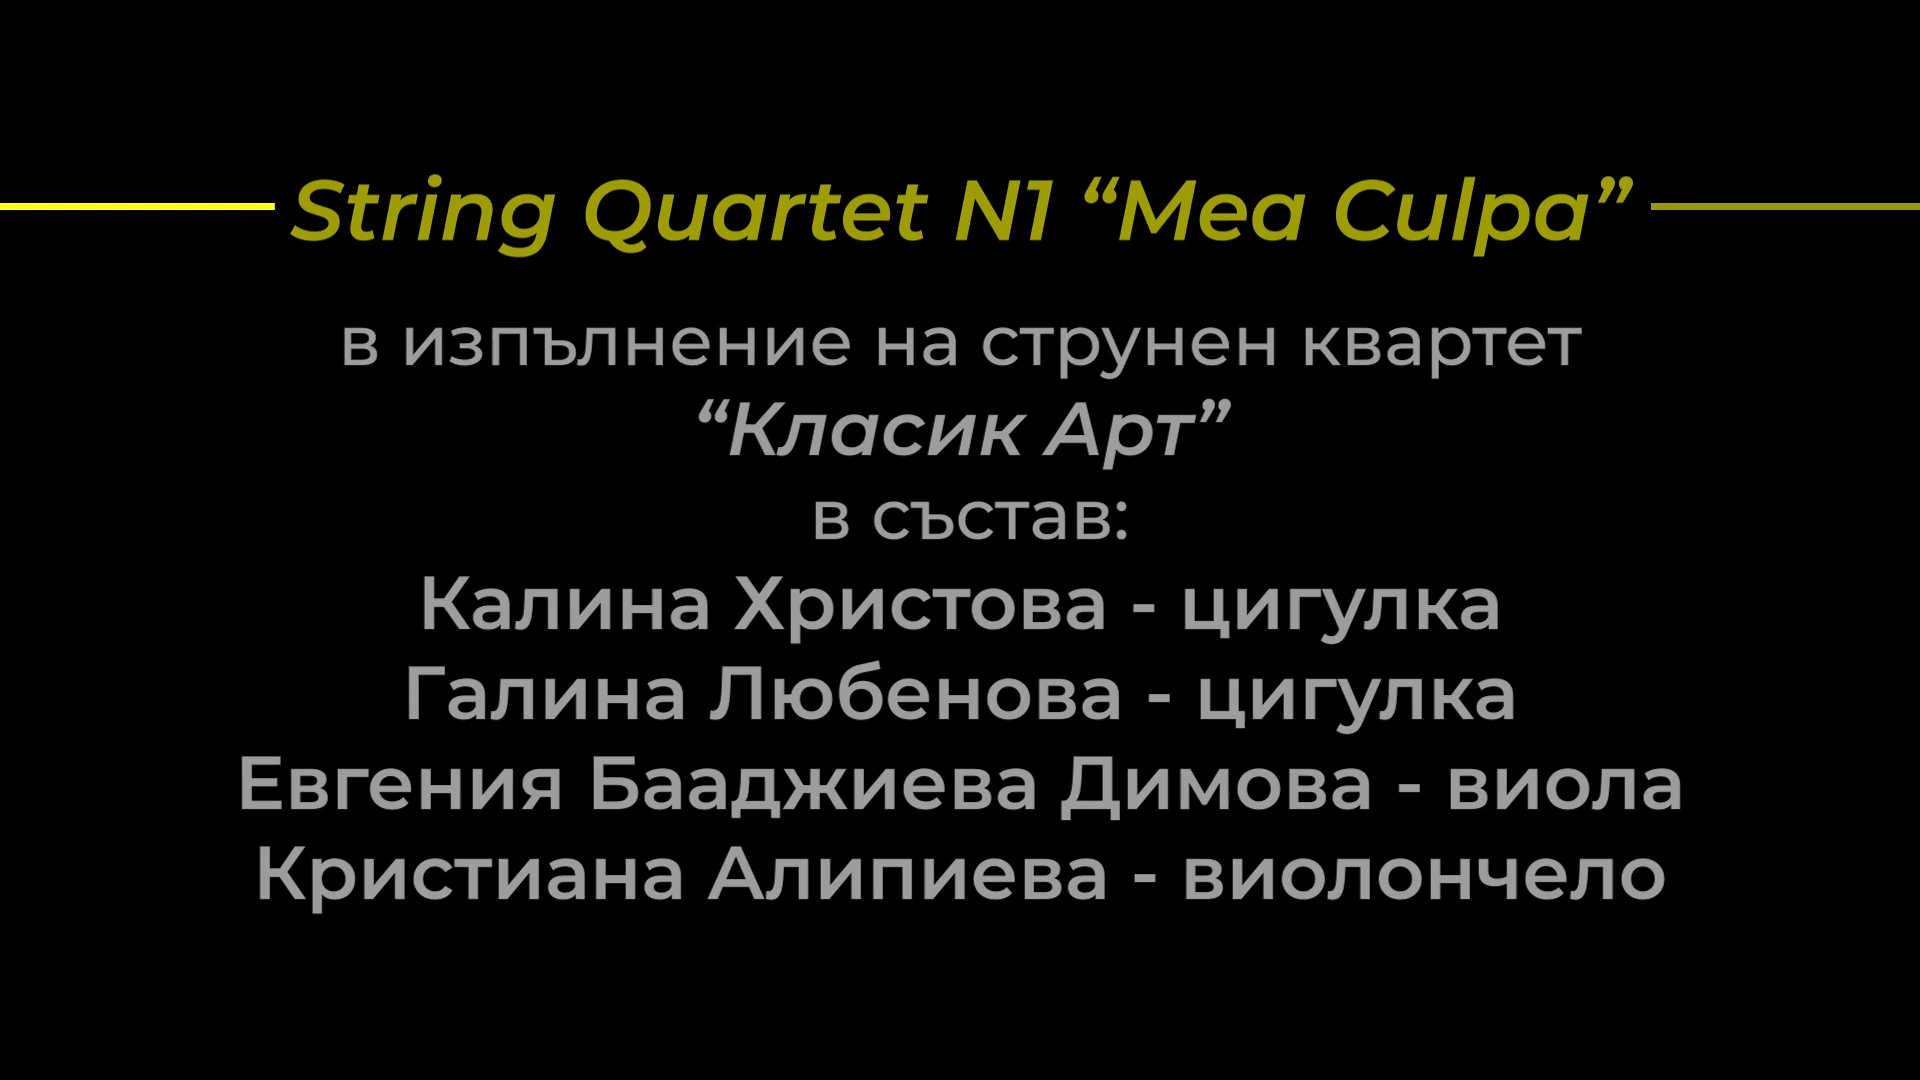 String Quartet N1 “Mea Culpa”
в изпълнение на струнен квартет
“Класик Арт”
в състав:
Калина Христова - цигулка
Галина Любенова - цигулка
Евгения Бааджиева Димова - виола
Кристиана Алипиева - виолончело